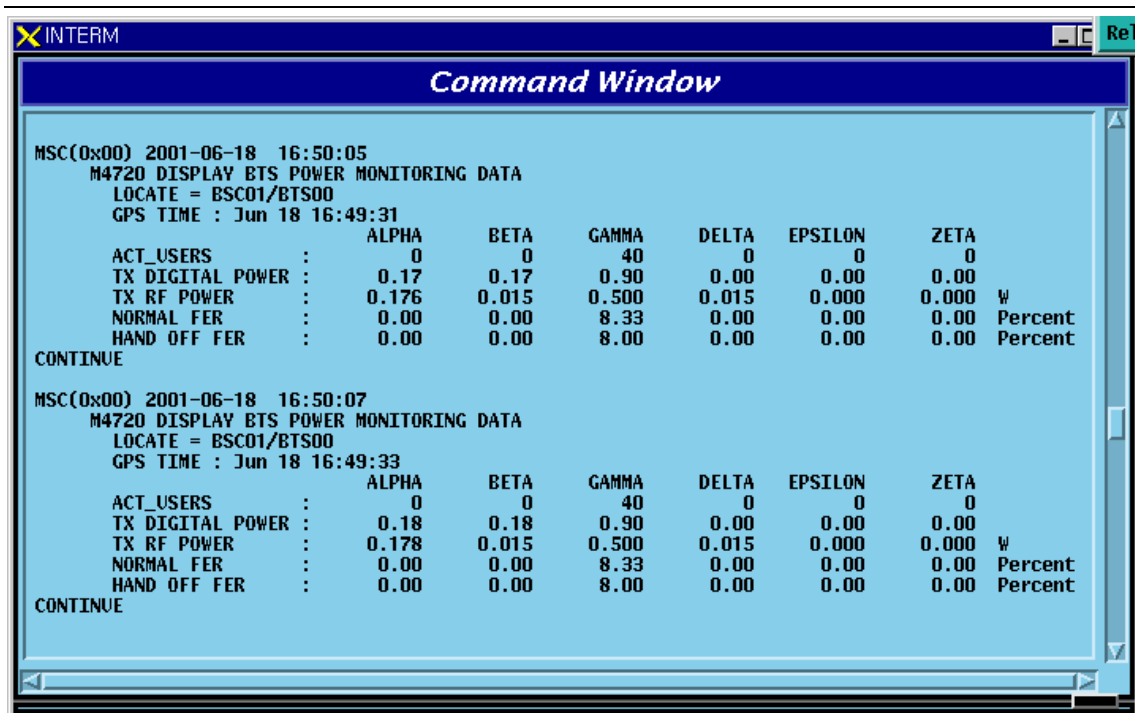 INTERM
Rel
Command Window
MSC(0x00) 2001-06-18  16:50:05
M4720 DISPLAY BTS POWER MONITORING DATA
LOCATE = BSC01/BTS00
GPS TIME : Jun 18 16:49:31
ALPHA BETA GAMMA DELTA EPSILON ZETA
ACT_USERS : 0 0 40 0 0 0
TX DIGITAL POWER : 0.17 0.17 0.90 0.00 0.00 0.00
TX RF POWER : 0.176 0.015 0.500 0.015 0.000 0.000 W
NORMAL FER : 0.00 0.00 8.33 0.00 0.00 0.00 Percent
HAND OFF FER : 0.00 0.00 8.00 0.00 0.00 0.00 Percent
CONTINUE
MSC(0x00) 2001-06-18  16:50:07
M4720 DISPLAY BTS POWER MONITORING DATA
LOCATE = BSC01/BTS00
GPS TIME : Jun 18 16:49:33
ALPHA BETA GAMMA DELTA EPSILON ZETA
ACT_USERS : 0 0 40 0 0 0
TX DIGITAL POWER : 0.18 0.18 0.90 0.00 0.00 0.00
TX RF POWER : 0.178 0.015 0.500 0.015 0.000 0.000 W
NORMAL FER : 0.00 0.00 8.33 0.00 0.00 0.00 Percent
HAND OFF FER : 0.00 0.00 8.00 0.00 0.00 0.00 Percent
CONTINUE